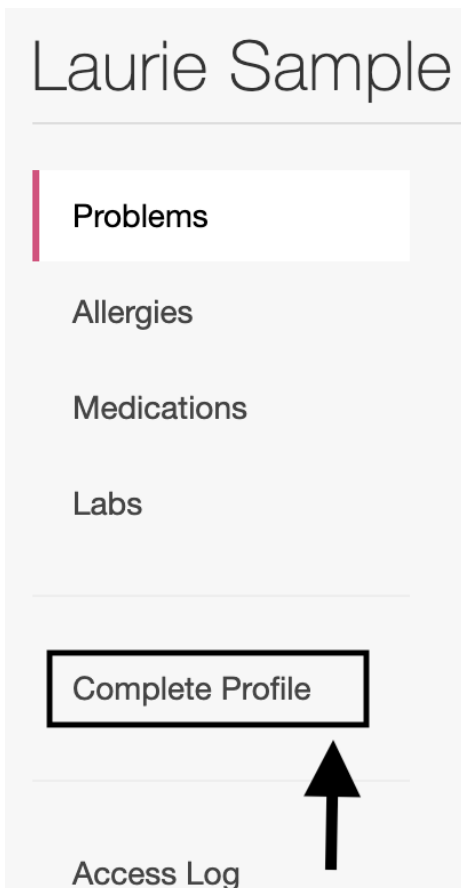 Laurie Sample
Problems
Allergies
Medications
Labs
Complete Profile
Access Log